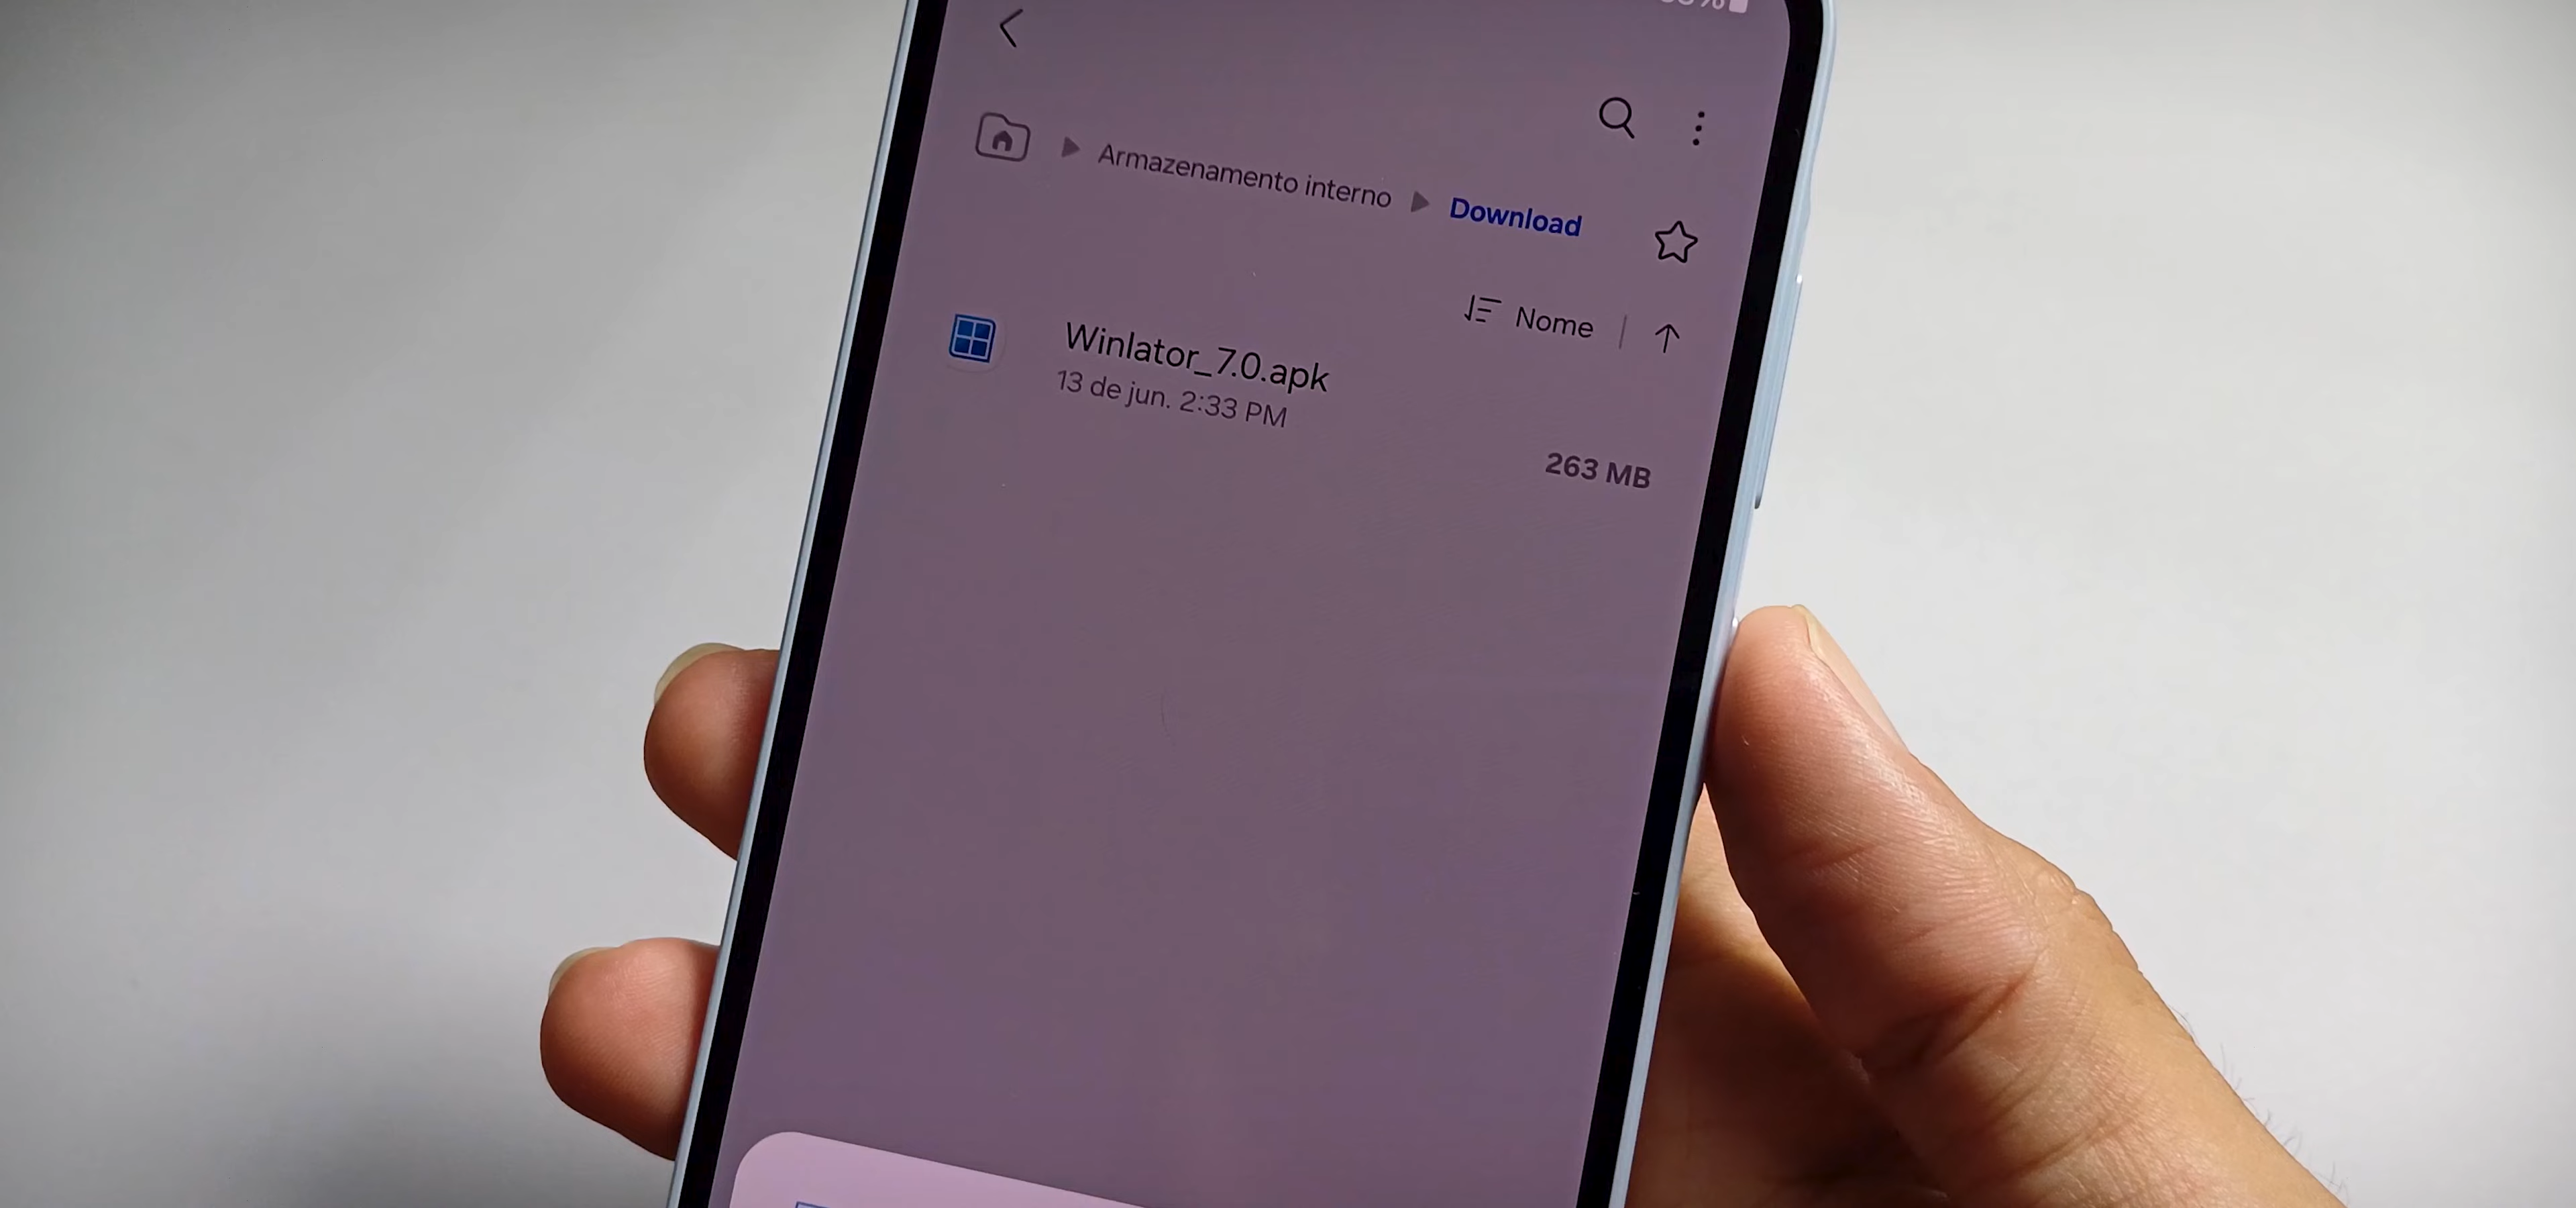 Armazenamento interno
Download
Nome
Winlator_7.0.apk
13 de jun. 2:33 PM
263 MB